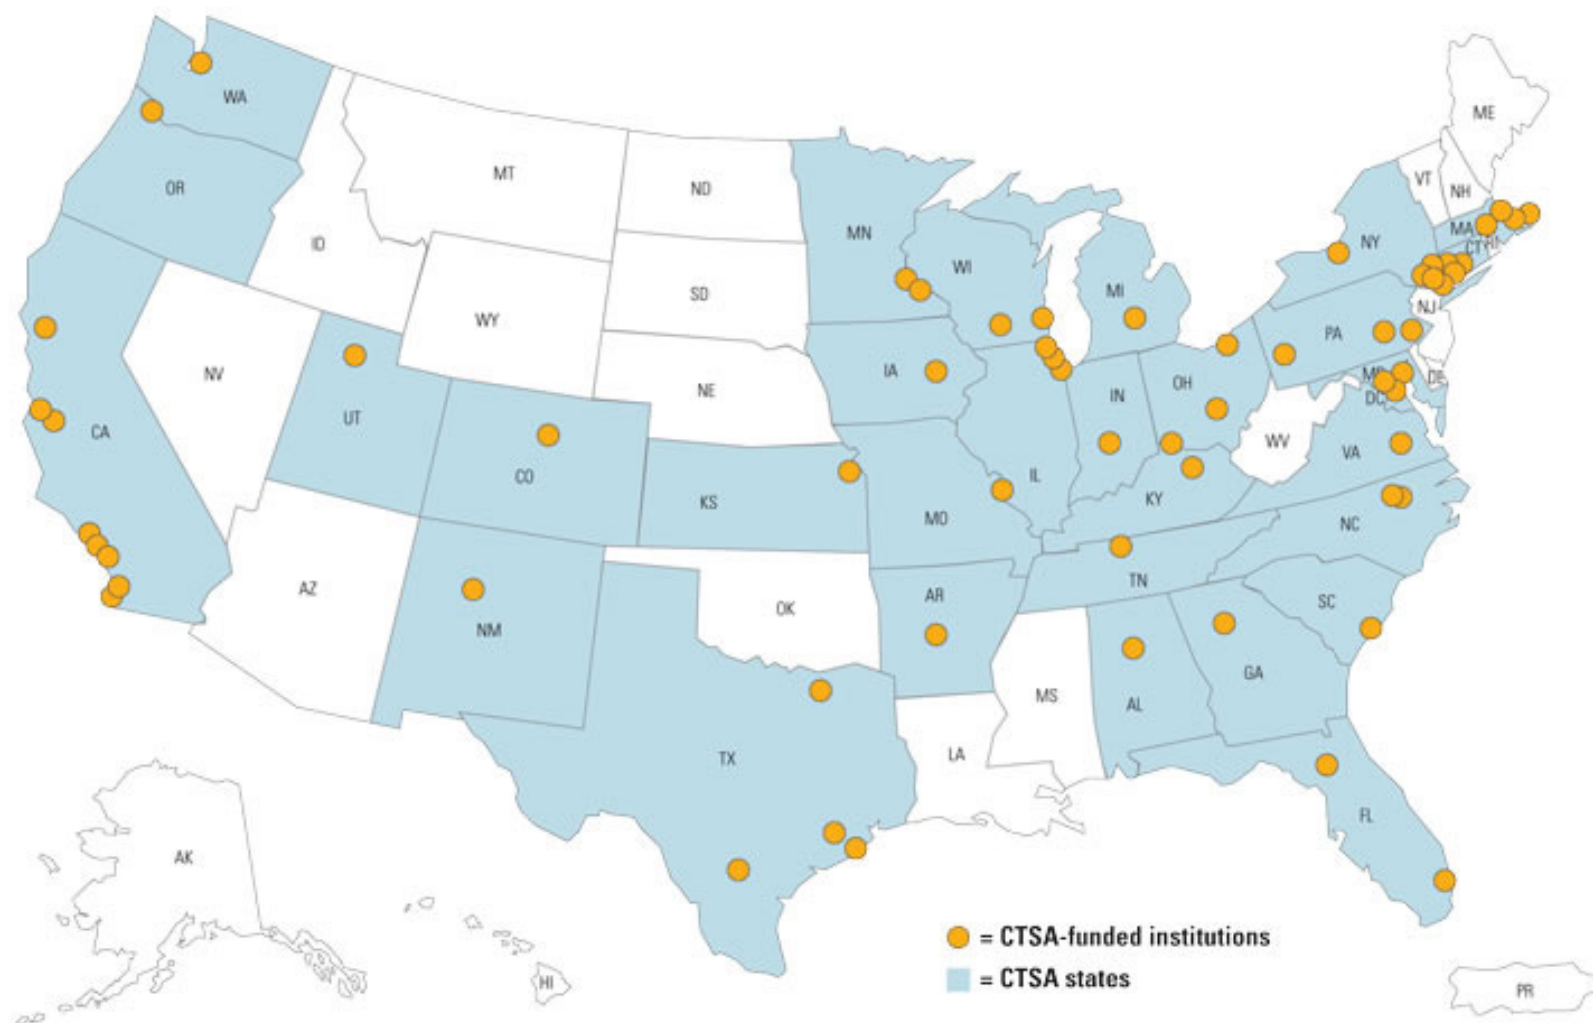 WA
ME
MT
ND
VT
NH
OR
MN
MA
NY
CT
RI
ID
WI
SD
MI
NJ
WY
PA
NV
IA
OH
MD
DE
NE
IN
DC
UT
CA
WV
VA
CO
IL
KS
KY
MO
NC
AZ
TN
AR
SC
OK
NM
GA
MS
AL
LA
TX
FL
AK
= CTSA-funded institutions
= CTSA states
HI
PR